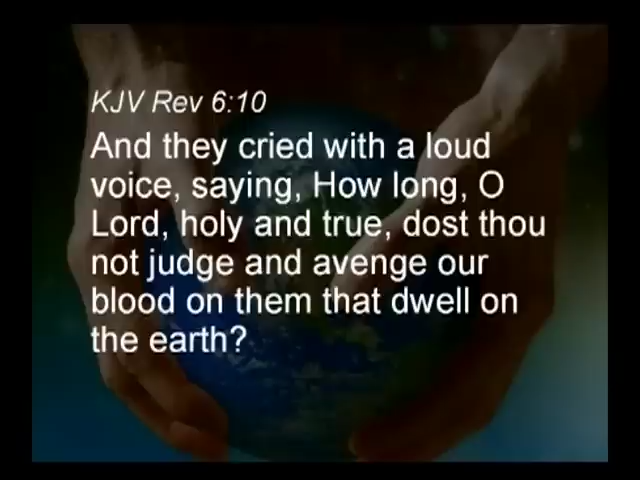 KJV Rev 6:10
And they cried with a loud
voice, saying, How long, O
Lord, holy and true, dost thou
not judge and avenge our
blood on them that dwell on
the earth?